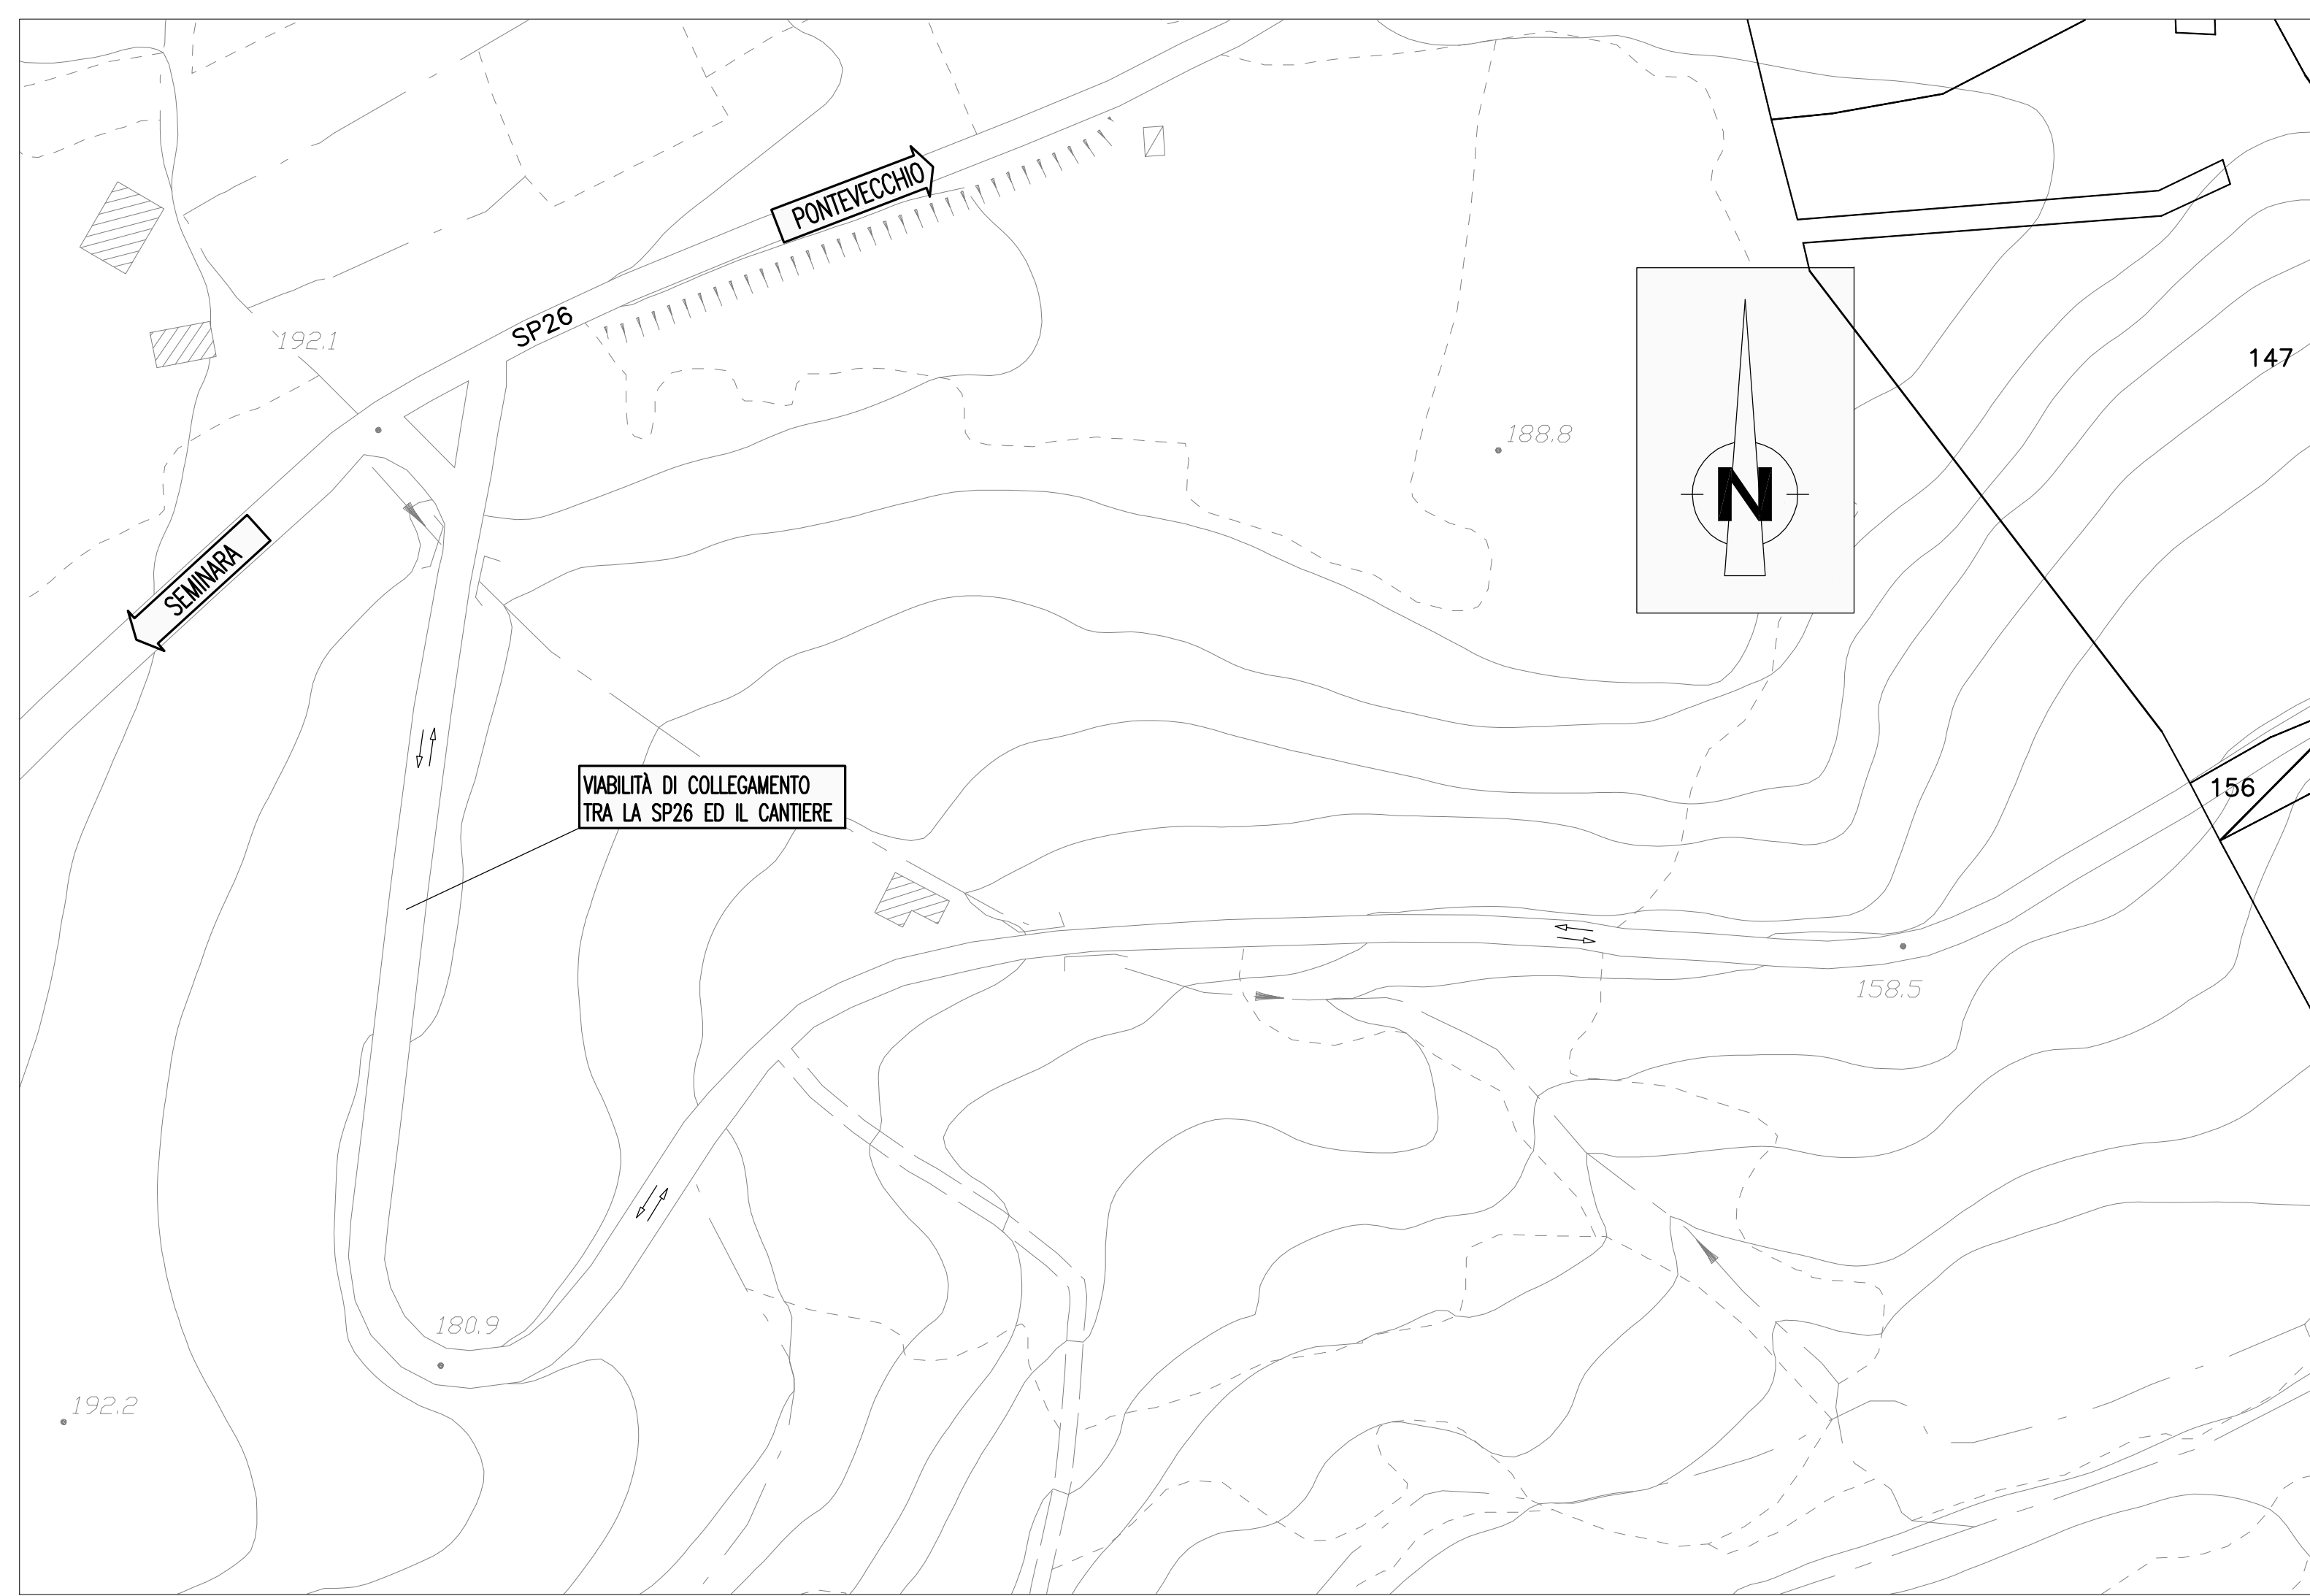 PONTEVECCHIO
SP26
192.1
147
188.8
SEMINARA
N
VIABILITÀ DI COLLEGAMENTO
TRA LA SP26 ED IL CANTIERE
156
158.5
180.9
192.2